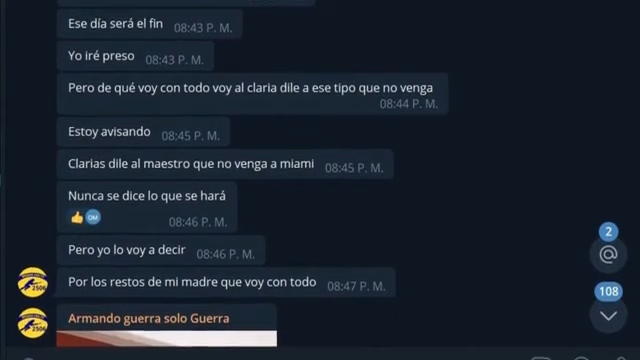 Ese día será el fin 08:43 P. M.
Yo iré preso 08:43 P. M.
Pero de qué voy con todo voy al claria dile a ese tipo que no venga
08:44 P. M.
Estoy avisando 08:45 P. M.
Clarias dile al maestro que no venga a miami 08:45 P. M.
Nunca se dice lo que se hará
OM 08:46 P. M.
2
Pero yo lo voy a decir 08:46 P. M.
@
2506 Por los restos de mi madre que voy con todo 08:47 P. M.
108
2506 Armando guerra solo Guerra